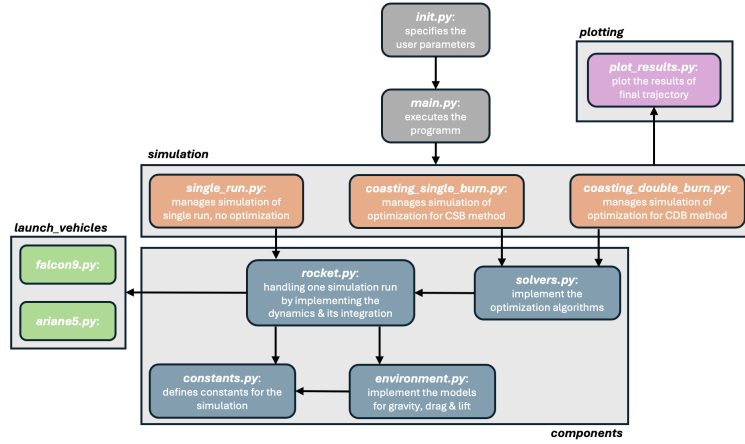 init.py:
specifies the
user parameters
plotting
plot_results.py:
plot the results of
final trajectory
main.py:
executes the
programm
simulation
single_run.py:
manages simulation of
single run, no optimization
coasting_single_burn.py:
manages simulation of
optimization for CSB method
coasting_double_burn.py:
manages simulation of
optimization for CDB method
launch_vehicles
falcon9.py:
ariane5.py:
rocket.py:
handling one simulation run
by implementing the
dynamics & its integration
solvers.py:
implement the
optimization algorithms
constants.py:
defines constants for the
simulation
environment.py:
implement the models
for gravity, drag & lift
components